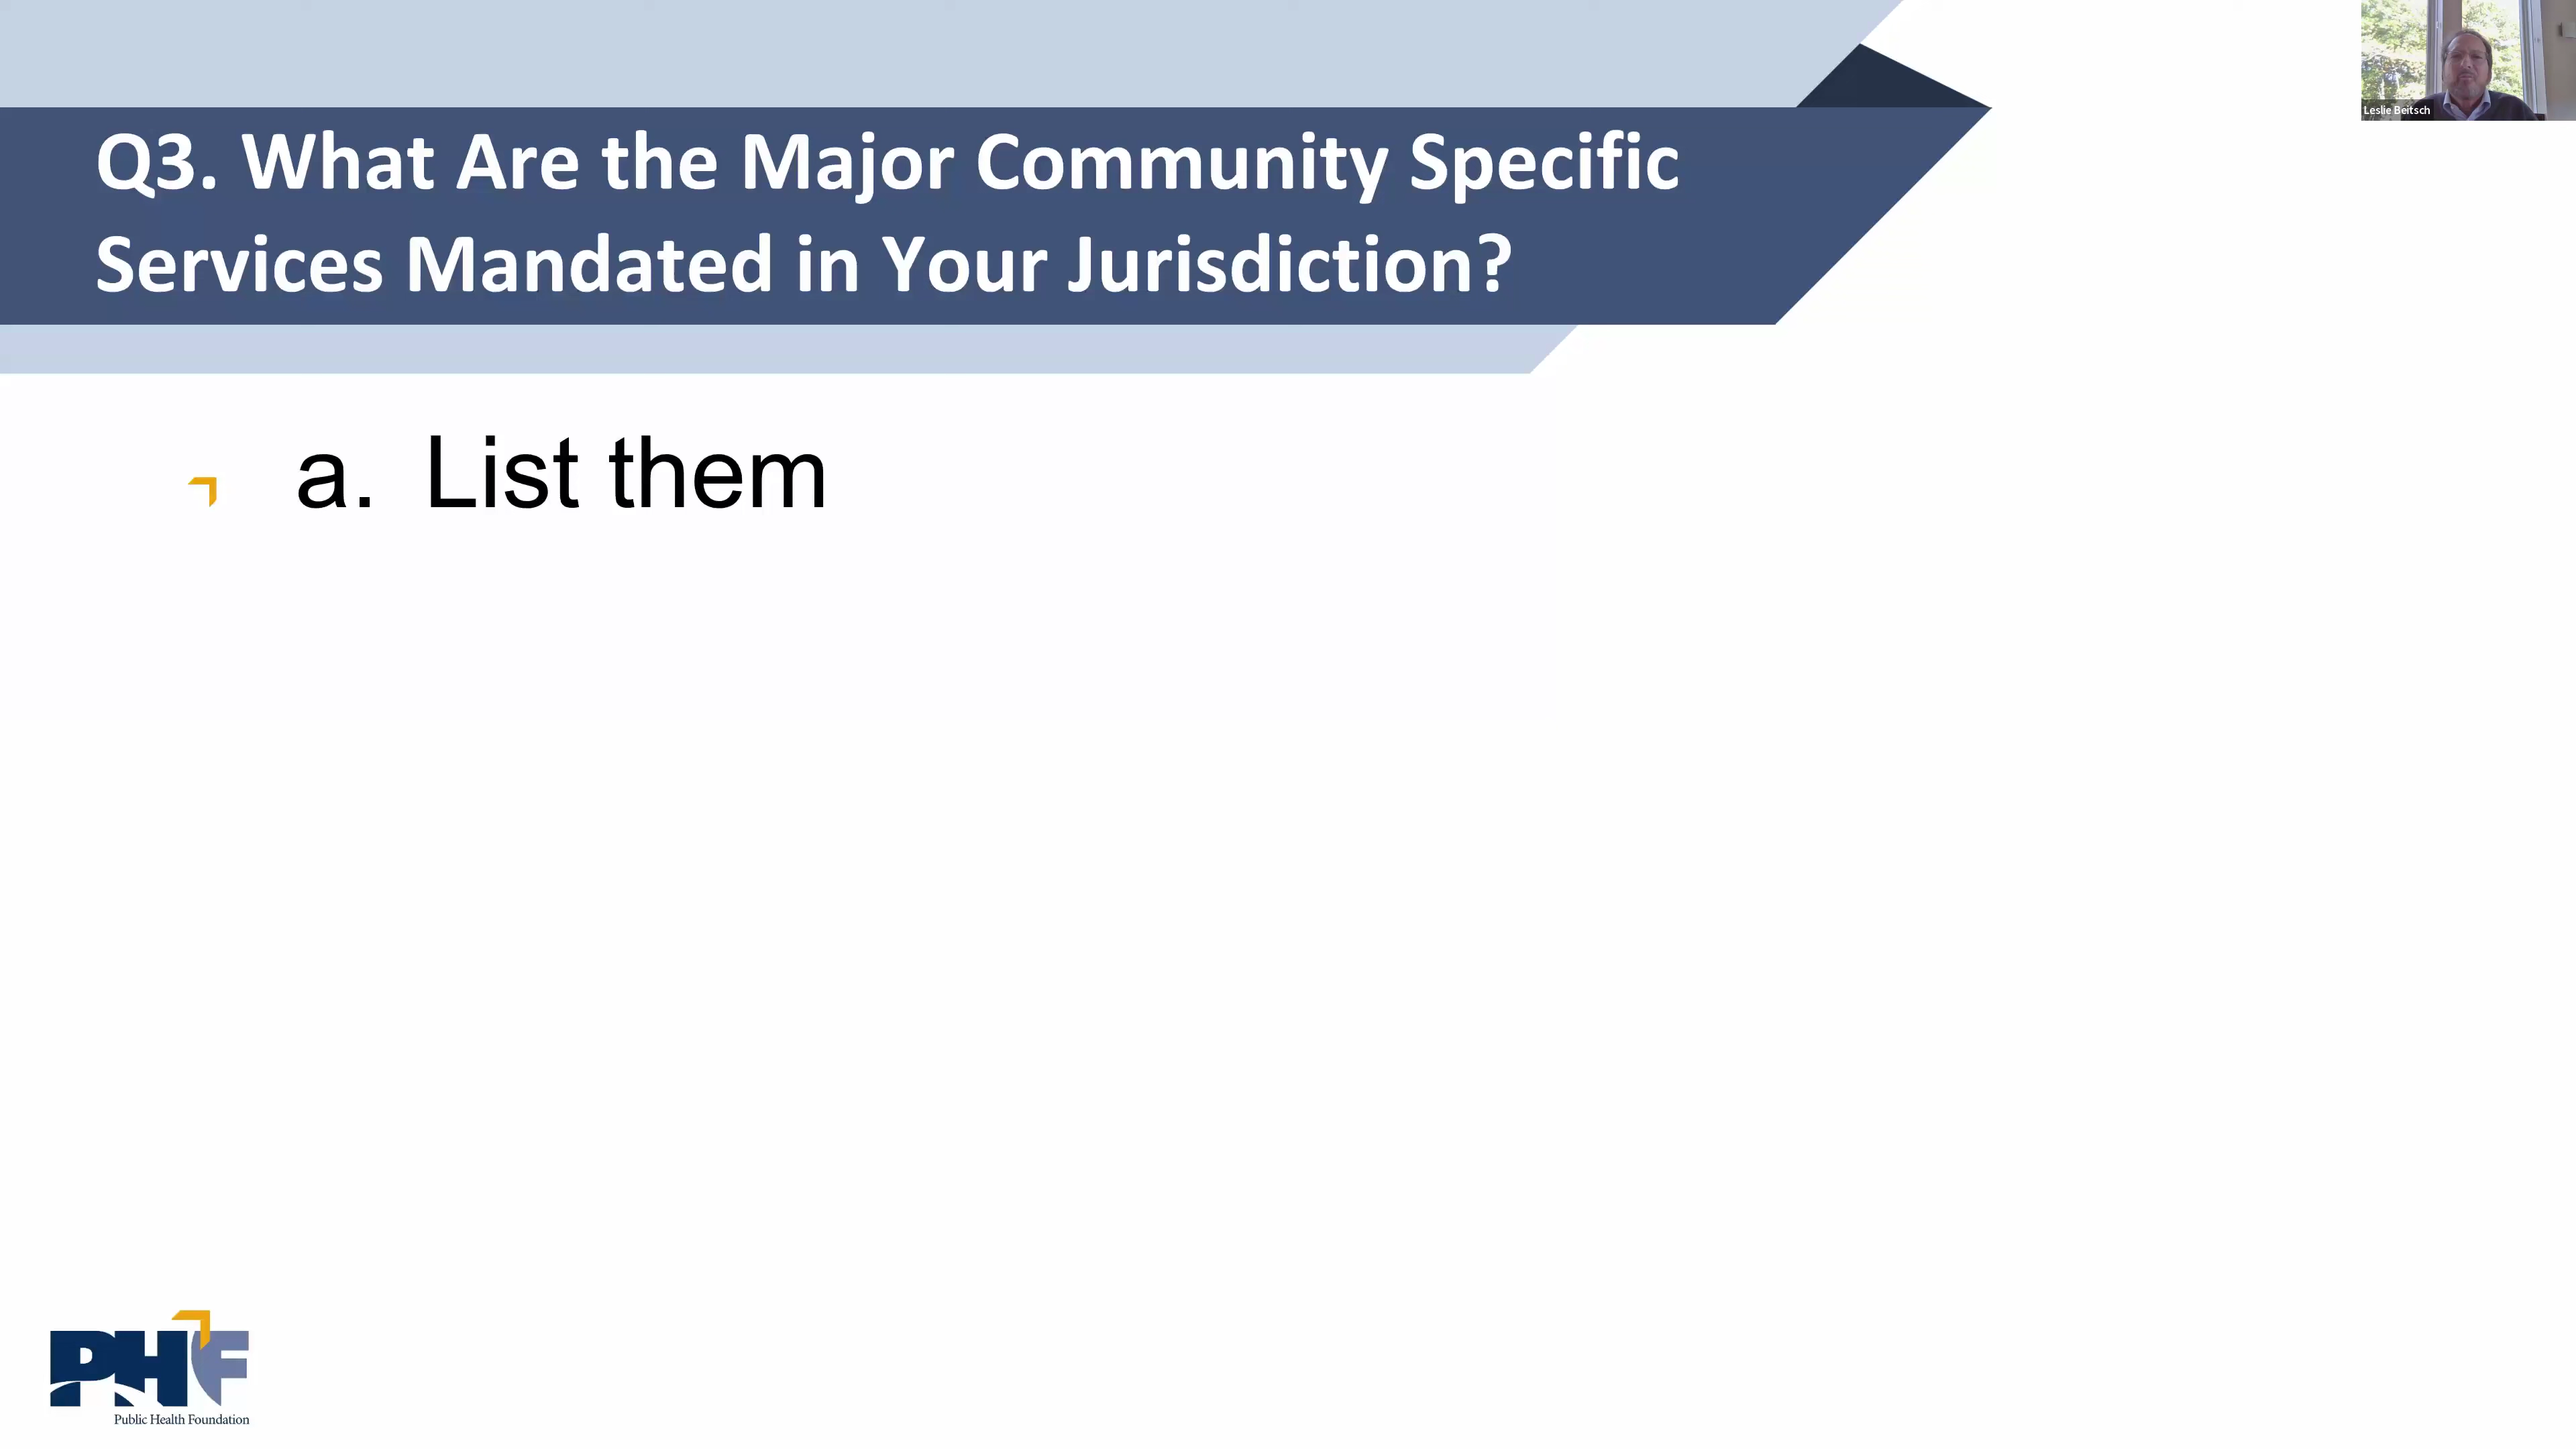 Q3. What Are the Major Community Specific
Services Mandated in Your Jurisdiction?
Leslie Beitsch
a. List them
PHF
Public Health Foundation